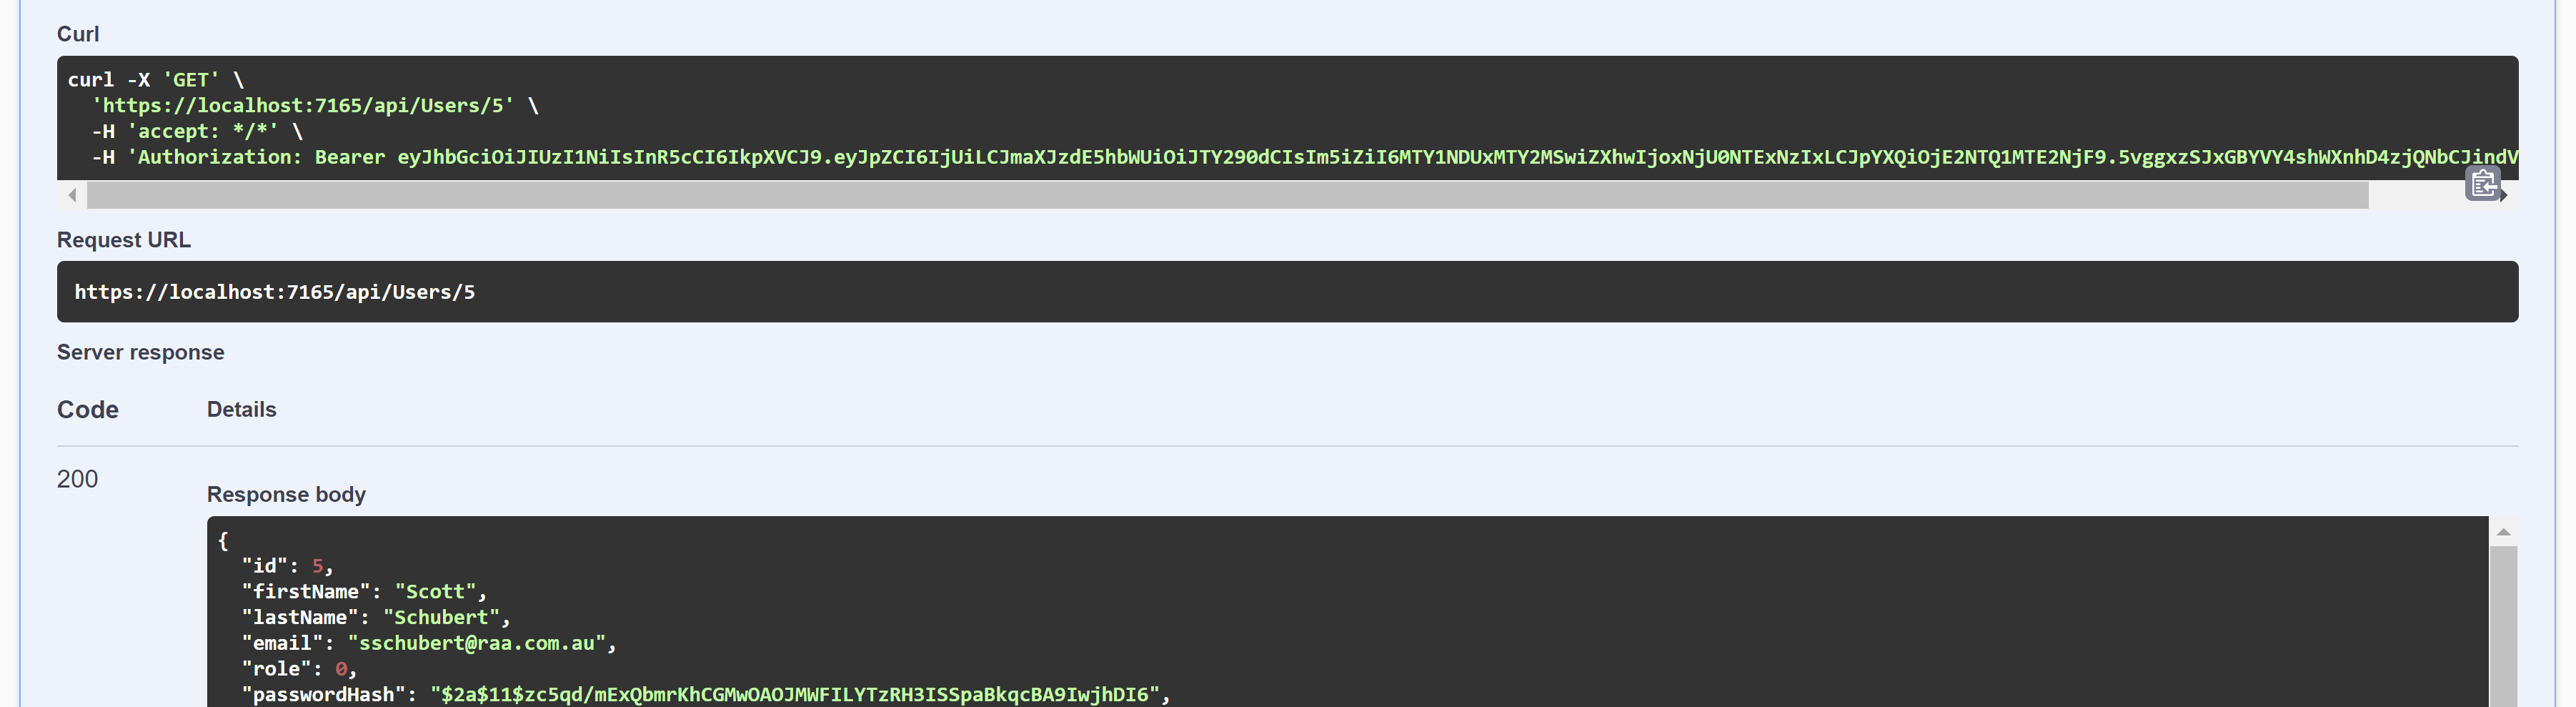 Curl
curl -X 'GET' \
'https://localhost:7165/api/Users/5' \
-H 'accept: */*' \
-H 'Authorization: Bearer eyJhbGciOiJIUzI1NiIsInR5cCI6IkpXVCJ9.eyJpZCI6IjUiLCJmaXJzdE5hbWUiOiJTY290dCIsIm5iZiI6MTY1NDUxMTY2MSwiZXhwIjoxNjU0NTExNzIxLCJpYXQiOjE2NTQ1MTE2NjF9.5vggxzSJxGBYVY4shWXnhD4zjQNbCJindV
Request URL
https://localhost:7165/api/Users/5
Server response
Code Details
200
Response body
{
"id": 5,
"firstName": "Scott",
"lastName": "Schubert",
"email": "sschubert@raa.com.au",
"role": 0,
"passwordHash": "$2a$11$zc5qd/mExQbmrKhCGMwOAOJMWFILYTzRH3ISSpaBkqcBA9IwjhDI6",